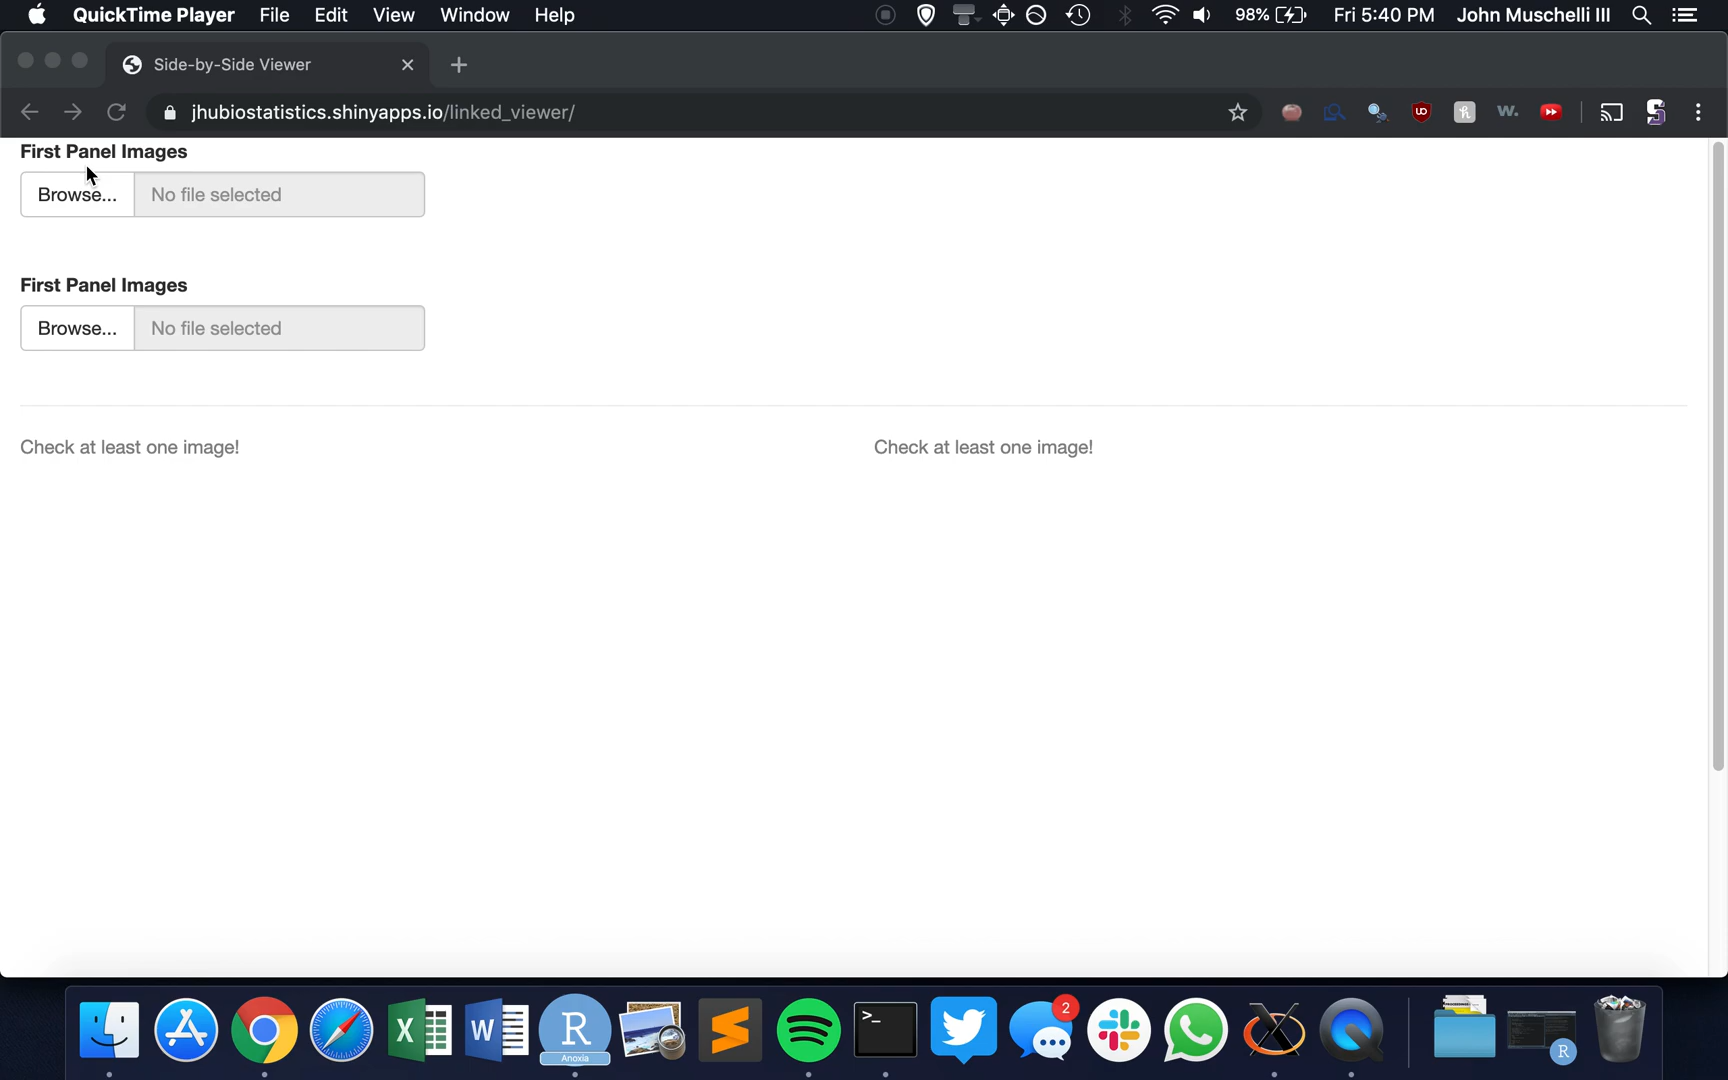 QuickTime Player File Edit View Window Help 98% Fri 5:40 PM John Muschelli III
Side-by-Side Viewer
jhubiostatistics.shinyapps.io/linked_viewer/
First Panel Images
Browse... No file selected
First Panel Images
Browse... No file selected
Check at least one image! Check at least one image!
2
Anoxia